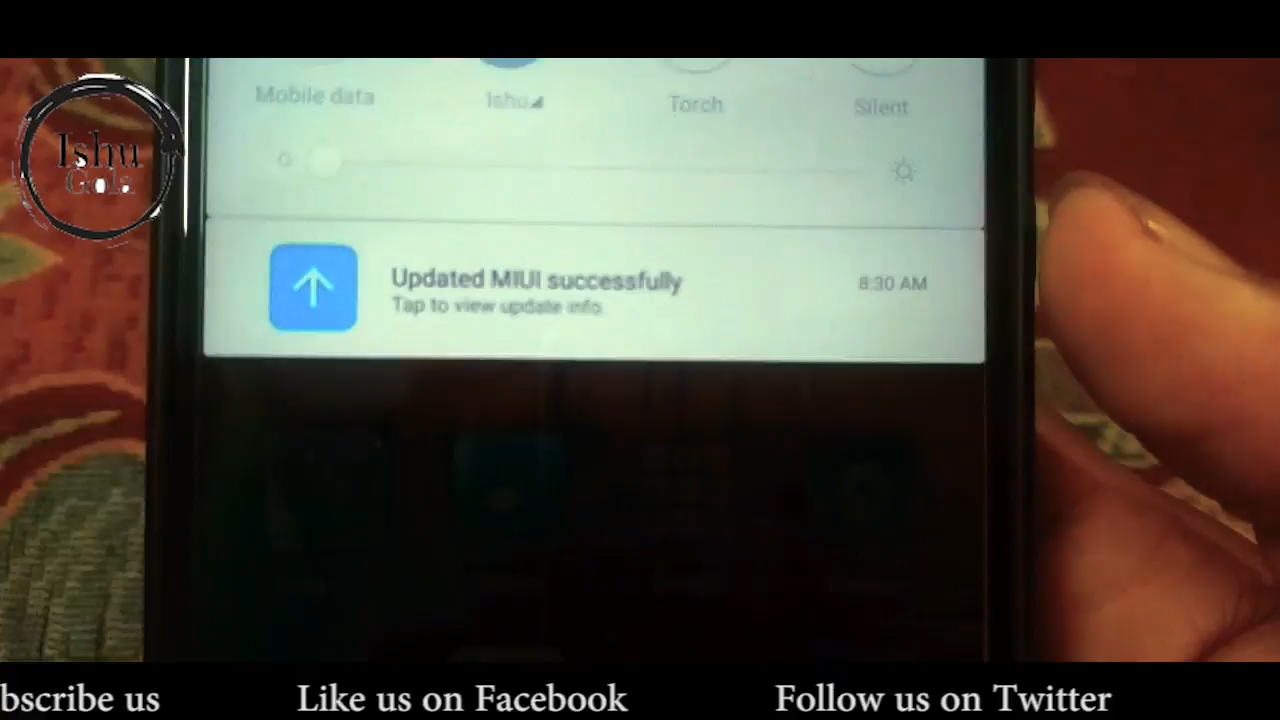 Mobile data Ishu Torch Silent
Ishu
Gola
Updated MIUI successfully 8:30 AM
Tap to view update info.
bscribe us Like us on Facebook Follow us on Twitter